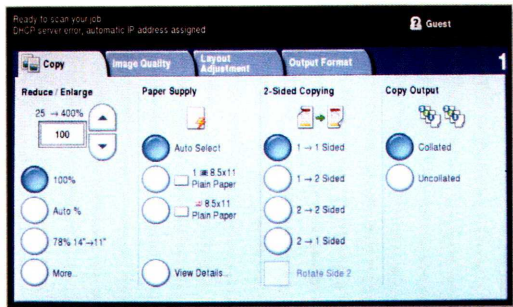 Ready to scan your job
DHCP server error, automatic IP address assigned
Guest
Copy
Image Quality
Layout Adjustment
Output Format
1
Reduce / Enlarge
25 → 400%
100
100%
Auto %
78% 14"→11"
More...
Paper Supply
Auto Select
1 8.5x11
Plain Paper
8.5x11
Plain Paper
View Details...
2-Sided Copying
1 → 1 Sided
1 → 2 Sided
2 → 2 Sided
2 → 1 Sided
Rotate Side 2
Copy Output
Collated
Uncollated